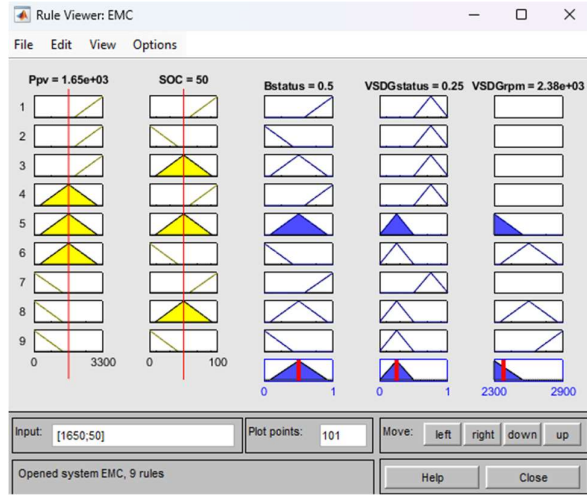 Rule Viewer: EMC
File Edit View Options
Ppv = 1.65e+03 SOC = 50 Bstatus = 0.5 VSDGstatus = 0.25 VSDGrpm = 2.38e+03
1
2
3
4
5
6
7
8
9
0 3300 0 100
0 1 0 1 2300 2900
Input: [1650;50] Plot points: 101 Move: left right down up
Opened system EMC, 9 rules Help Close